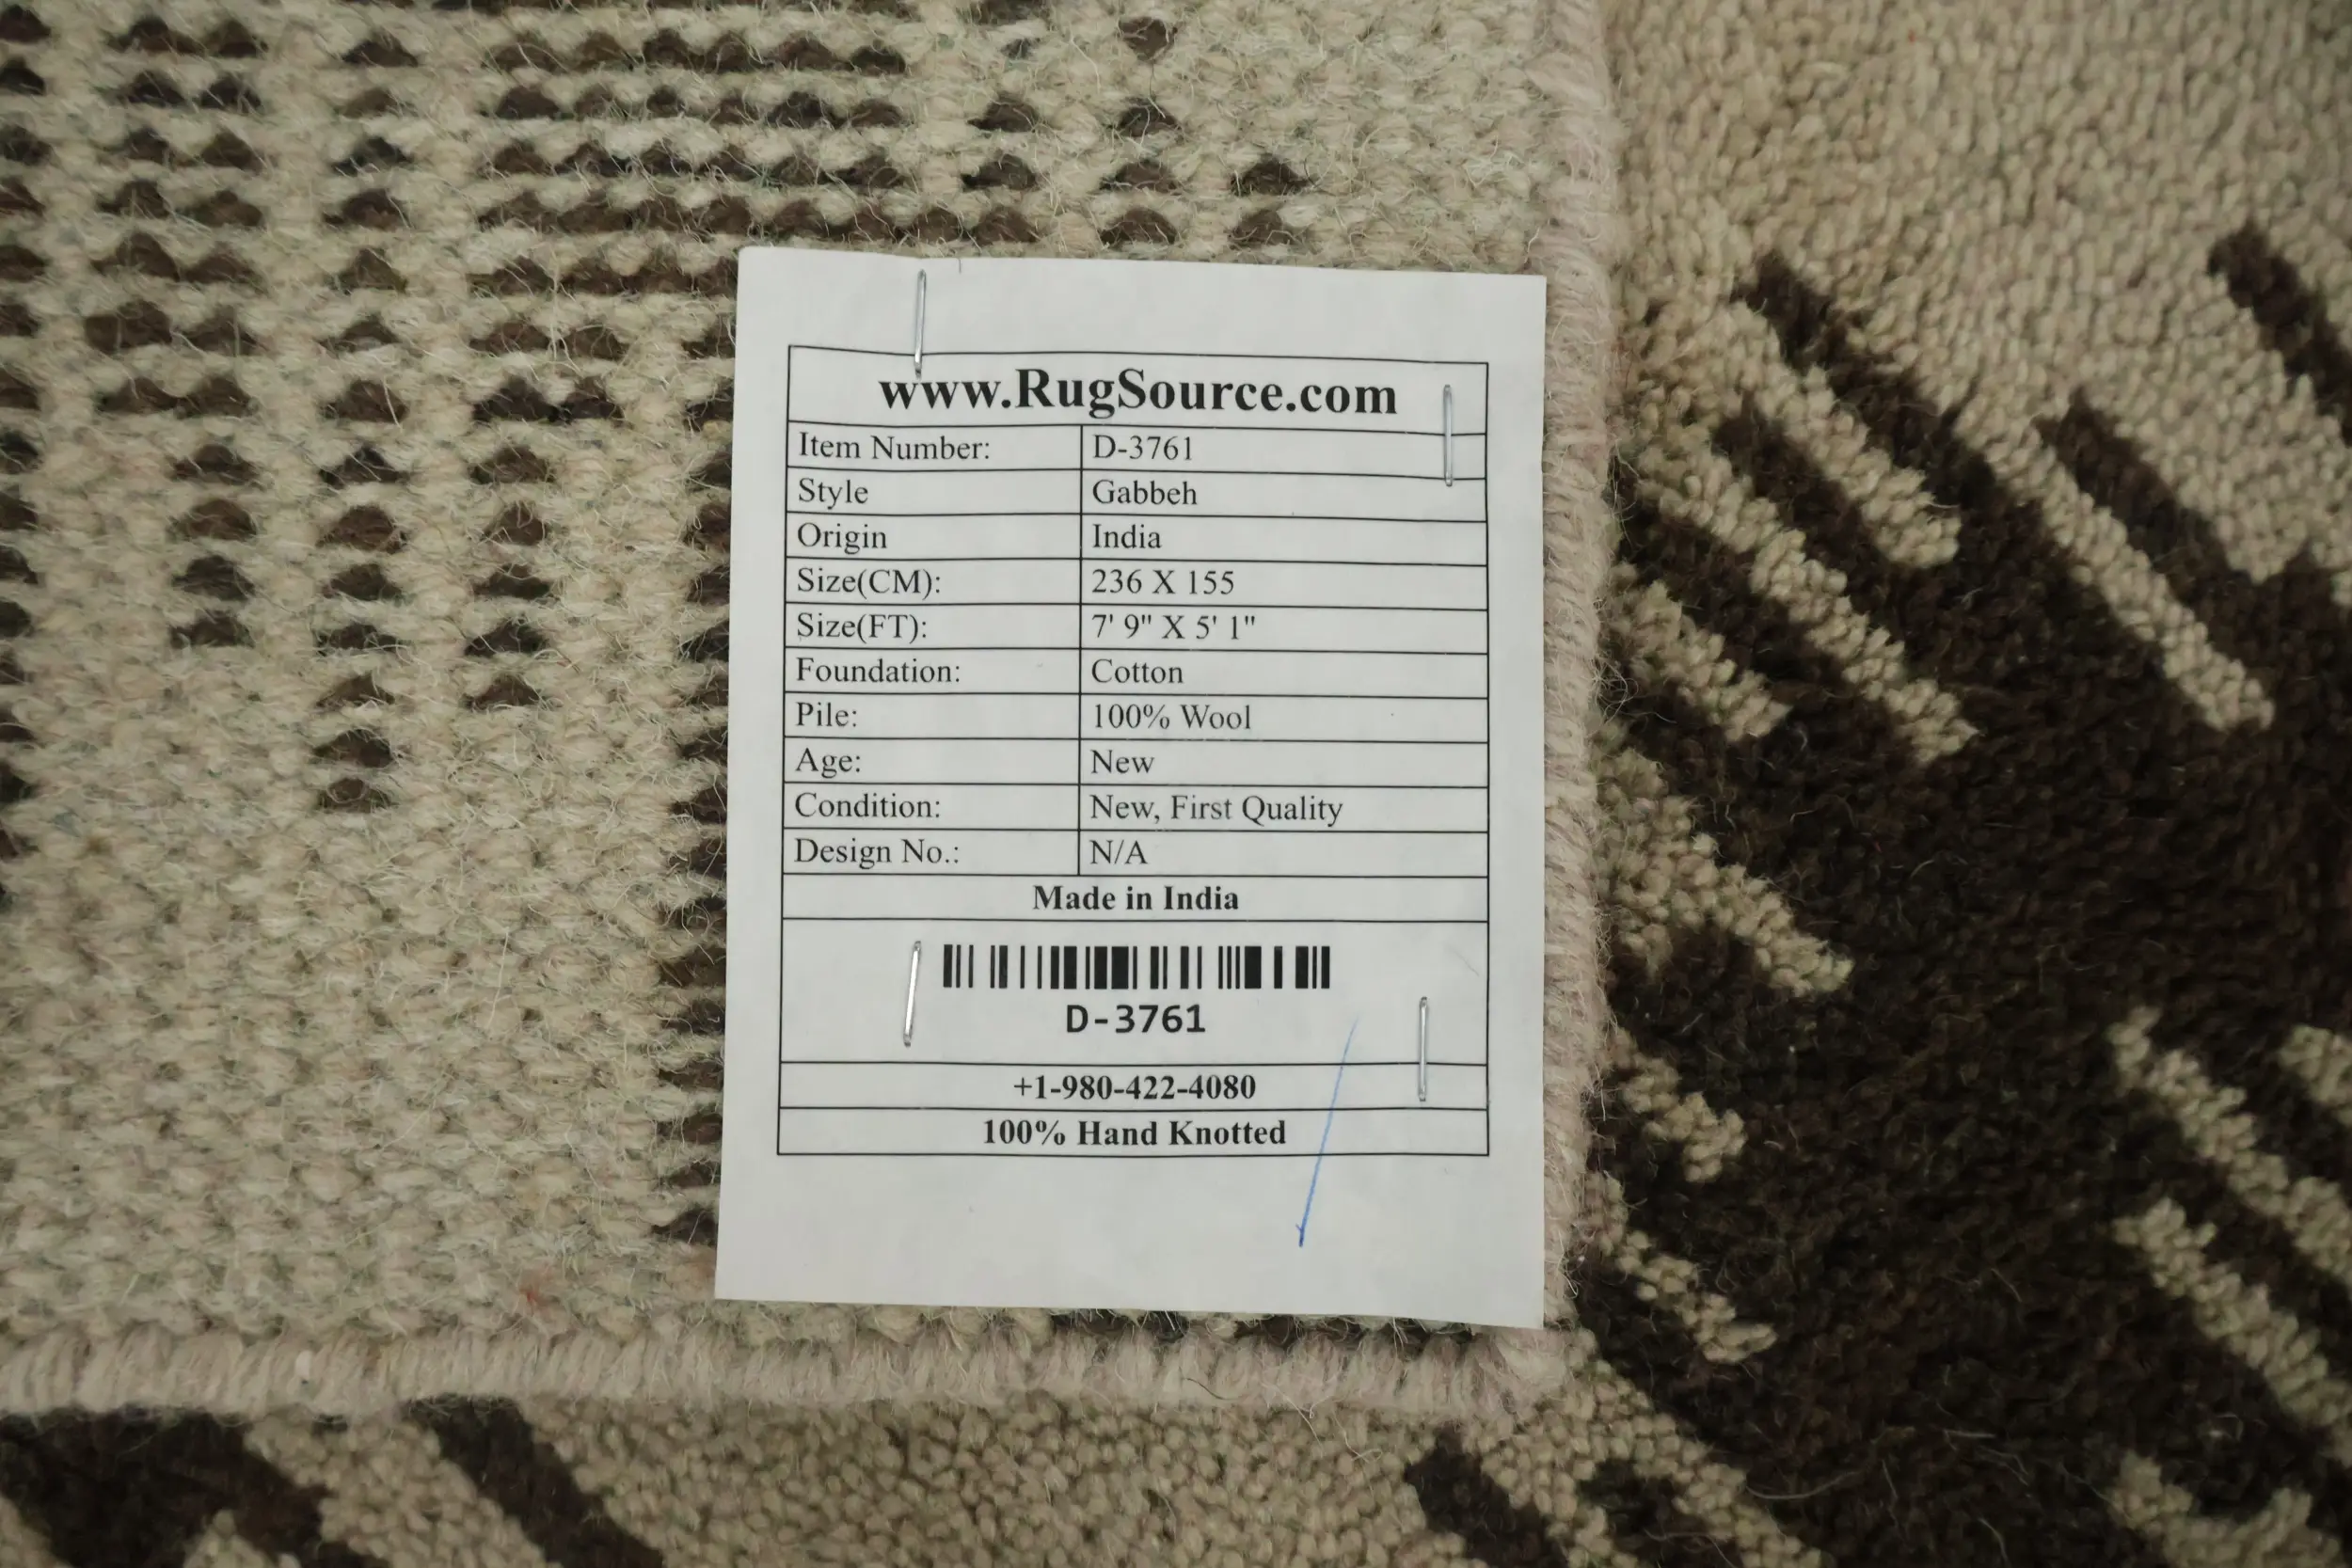 www.RugSource.com
Item Number: D-3761
Style Gabbeh
Origin India
Size(CM): 236 X 155
Size(FT): 7' 9" X 5' 1"
Foundation: Cotton
Pile: 100% Wool
Age: New
Condition: New, First Quality
Design No.: N/A
Made in India
D-3761
+1-980-422-4080
100% Hand Knotted